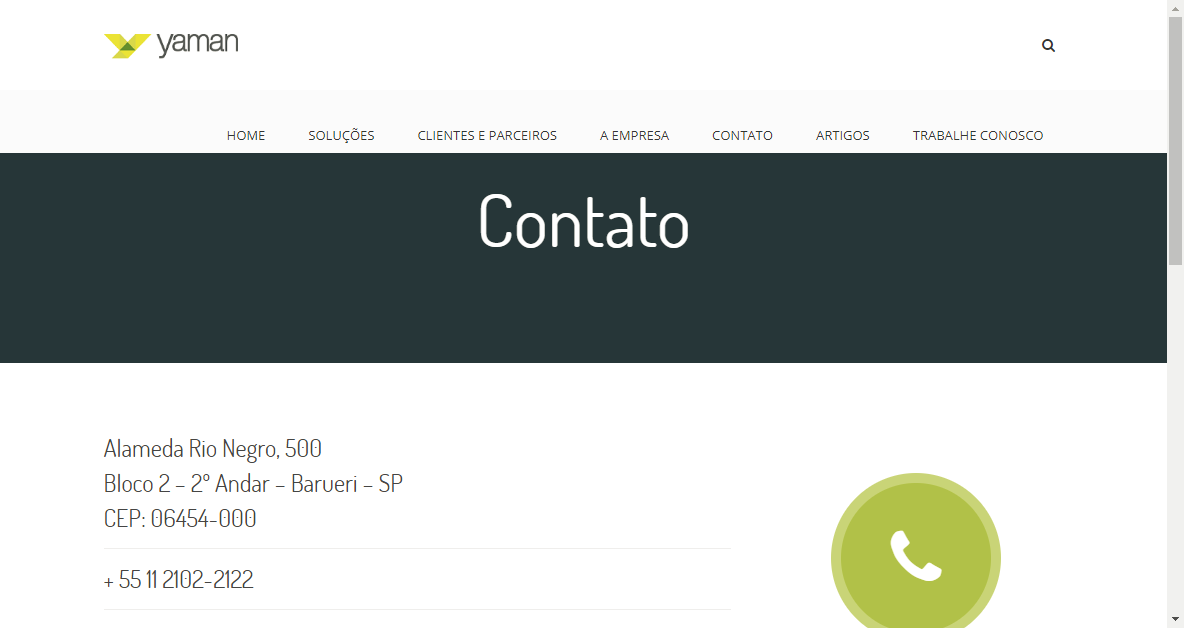 yaman
HOME SOLUÇÕES CLIENTES E PARCEIROS A EMPRESA CONTATO ARTIGOS TRABALHE CONOSCO
Contato
Alameda Rio Negro, 500
Bloco 2 – 2º Andar – Barueri – SP
CEP: 06454-000
+ 55 11 2102-2122